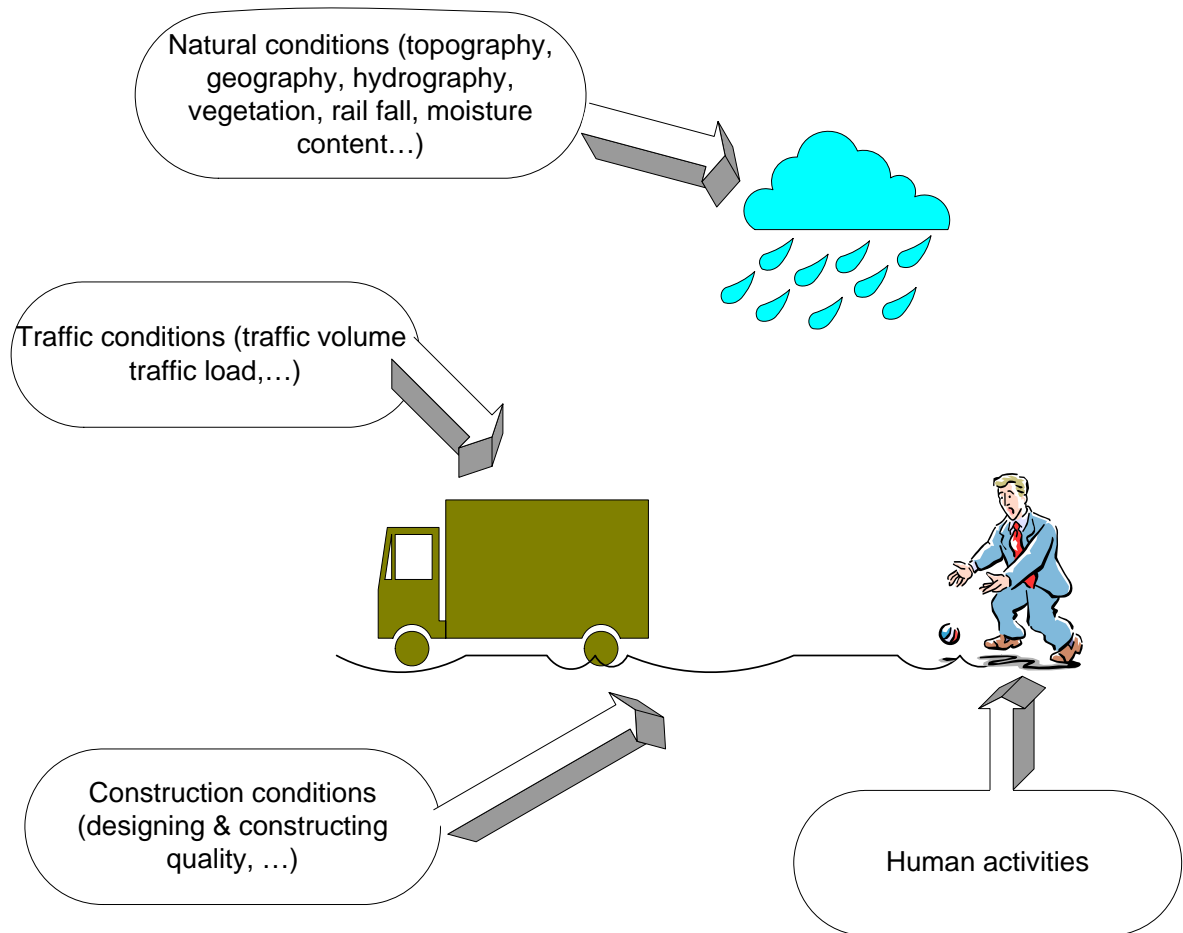 Natural conditions (topography,
geography, hydrography,
vegetation, rail fall, moisture
content…)
Traffic conditions (traffic volume
traffic load,…)
Construction conditions
(designing & constructing
quality, …)
Human activities